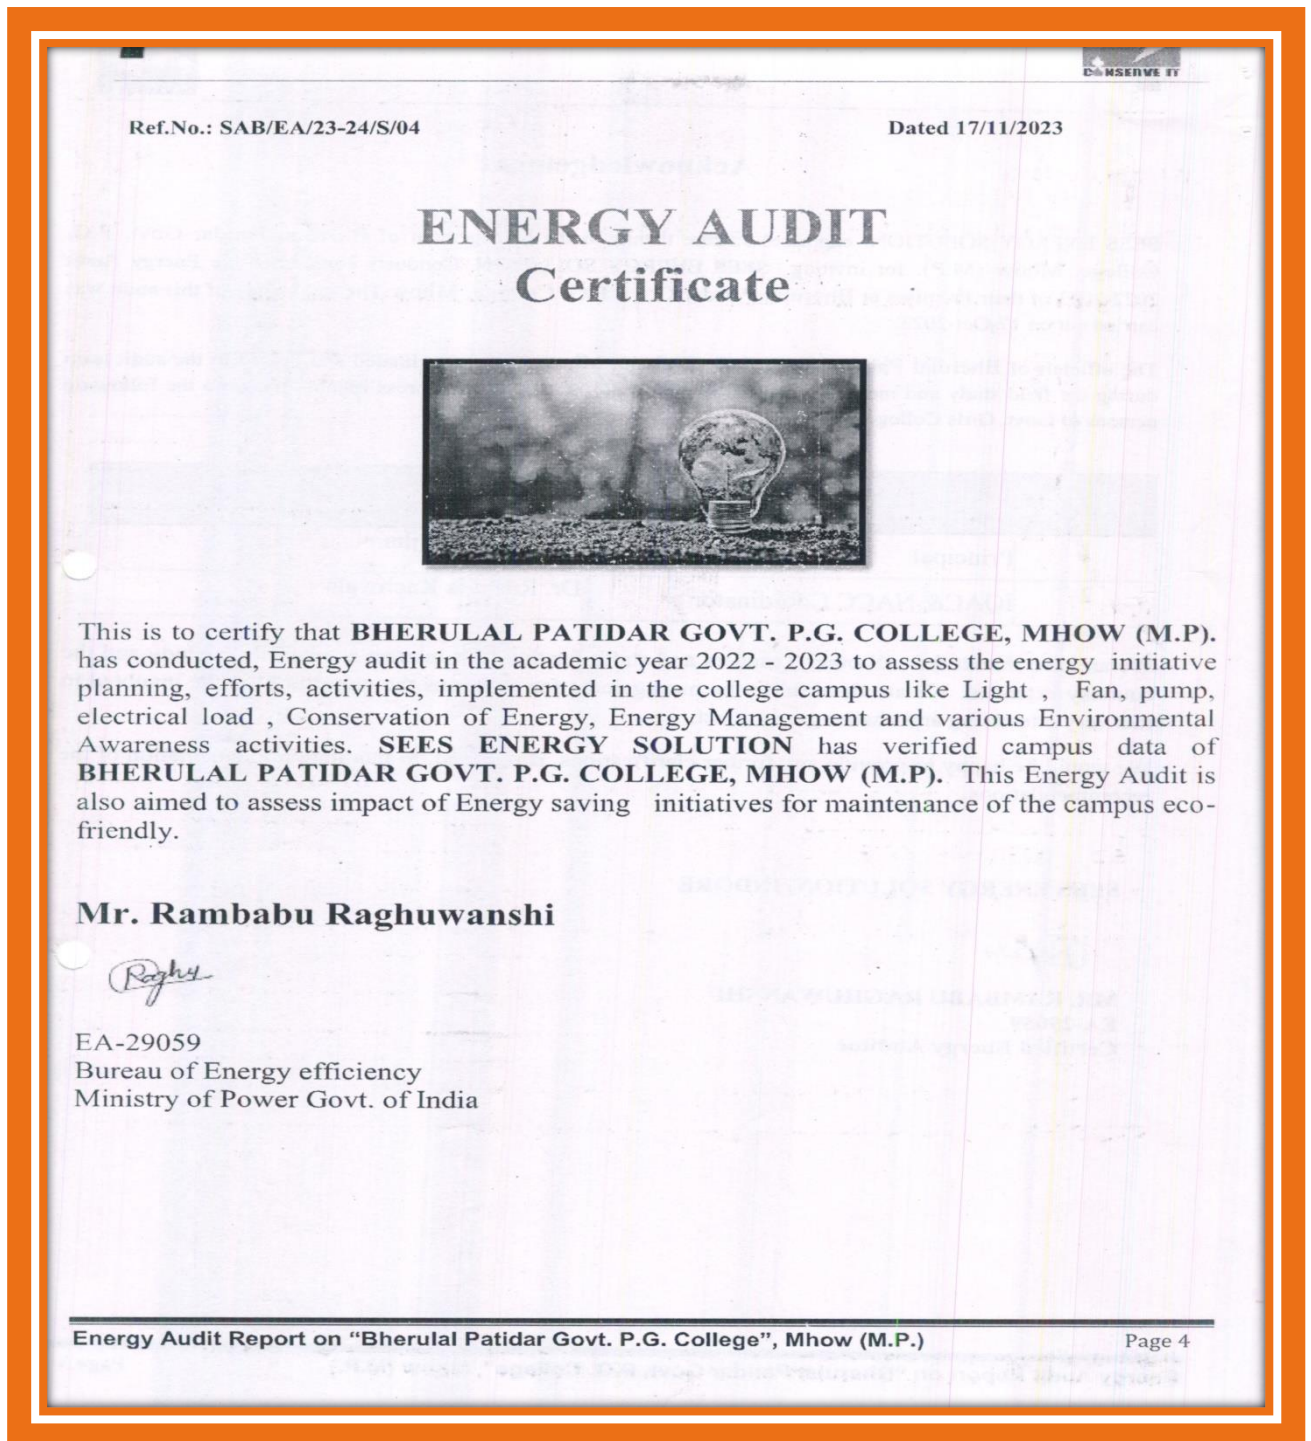 CONSERVE IT
Ref.No.: SAB/EA/23-24/S/04 Dated 17/11/2023
ENERGY AUDIT
Certificate
This is to certify that BHERULAL PATIDAR GOVT. P.G. COLLEGE, MHOW (M.P).
has conducted, Energy audit in the academic year 2022 - 2023 to assess the energy initiative
planning, efforts, activities, implemented in the college campus like Light , Fan, pump,
electrical load , Conservation of Energy, Energy Management and various Environmental
Awareness activities. SEES ENERGY SOLUTION has verified campus data of
BHERULAL PATIDAR GOVT. P.G. COLLEGE, MHOW (M.P). This Energy Audit is
also aimed to assess impact of Energy saving initiatives for maintenance of the campus eco-
friendly.
Mr. Rambabu Raghuwanshi
Raghu
EA-29059
Bureau of Energy efficiency
Ministry of Power Govt. of India
Energy Audit Report on “Bherulal Patidar Govt. P.G. College”, Mhow (M.P.) Page 4